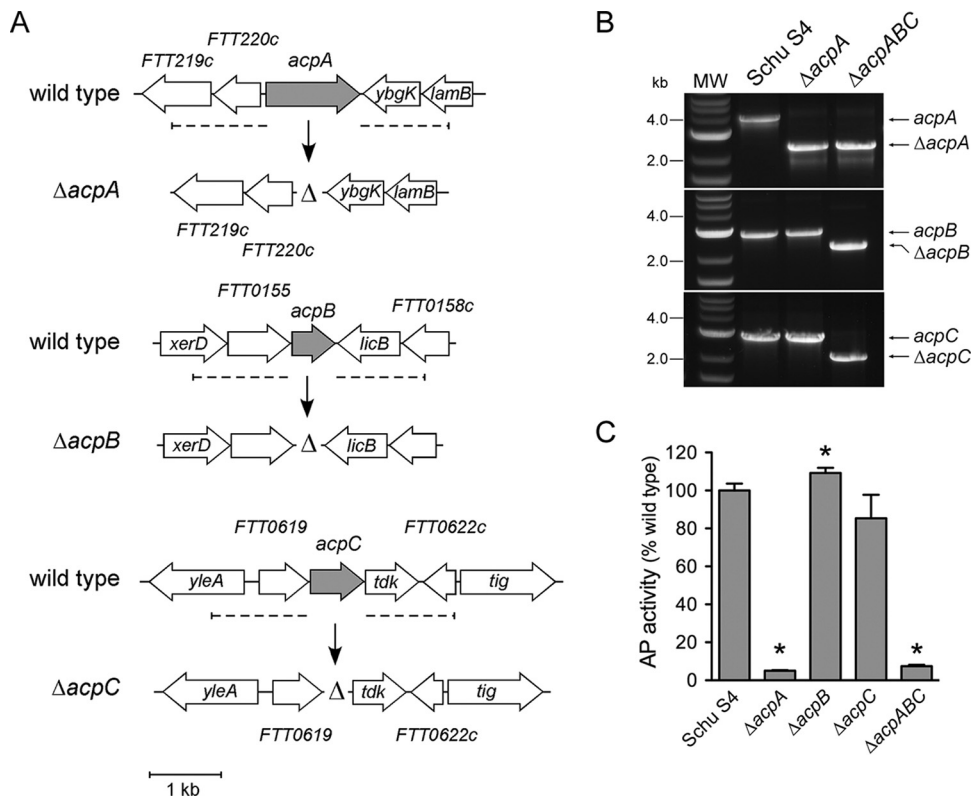 A
FTT220c
FTT219c
acpA
wild type
ybgK
lamB
ΔacpA
Δ
ybgK
lamB
FTT219c
FTT220c
FTT0155
acpB
FTT0158c
wild type
xerD
licB
ΔacpB
xerD
Δ
licB
FTT0619
acpC
FTT0622c
wild type
yleA
tdk
tig
ΔacpC
yleA
Δ
tdk
tig
FTT0619
FTT0622c
1 kb
B
Schu S4
ΔacpA
ΔacpABC
kb
MW
4.0
2.0
acpA
ΔacpA
4.0
2.0
acpB
ΔacpB
4.0
2.0
acpC
ΔacpC
C
AP activity (% wild type)
120
100
80
60
40
20
0
*
*
*
Schu S4
ΔacpA
ΔacpB
ΔacpC
ΔacpABC